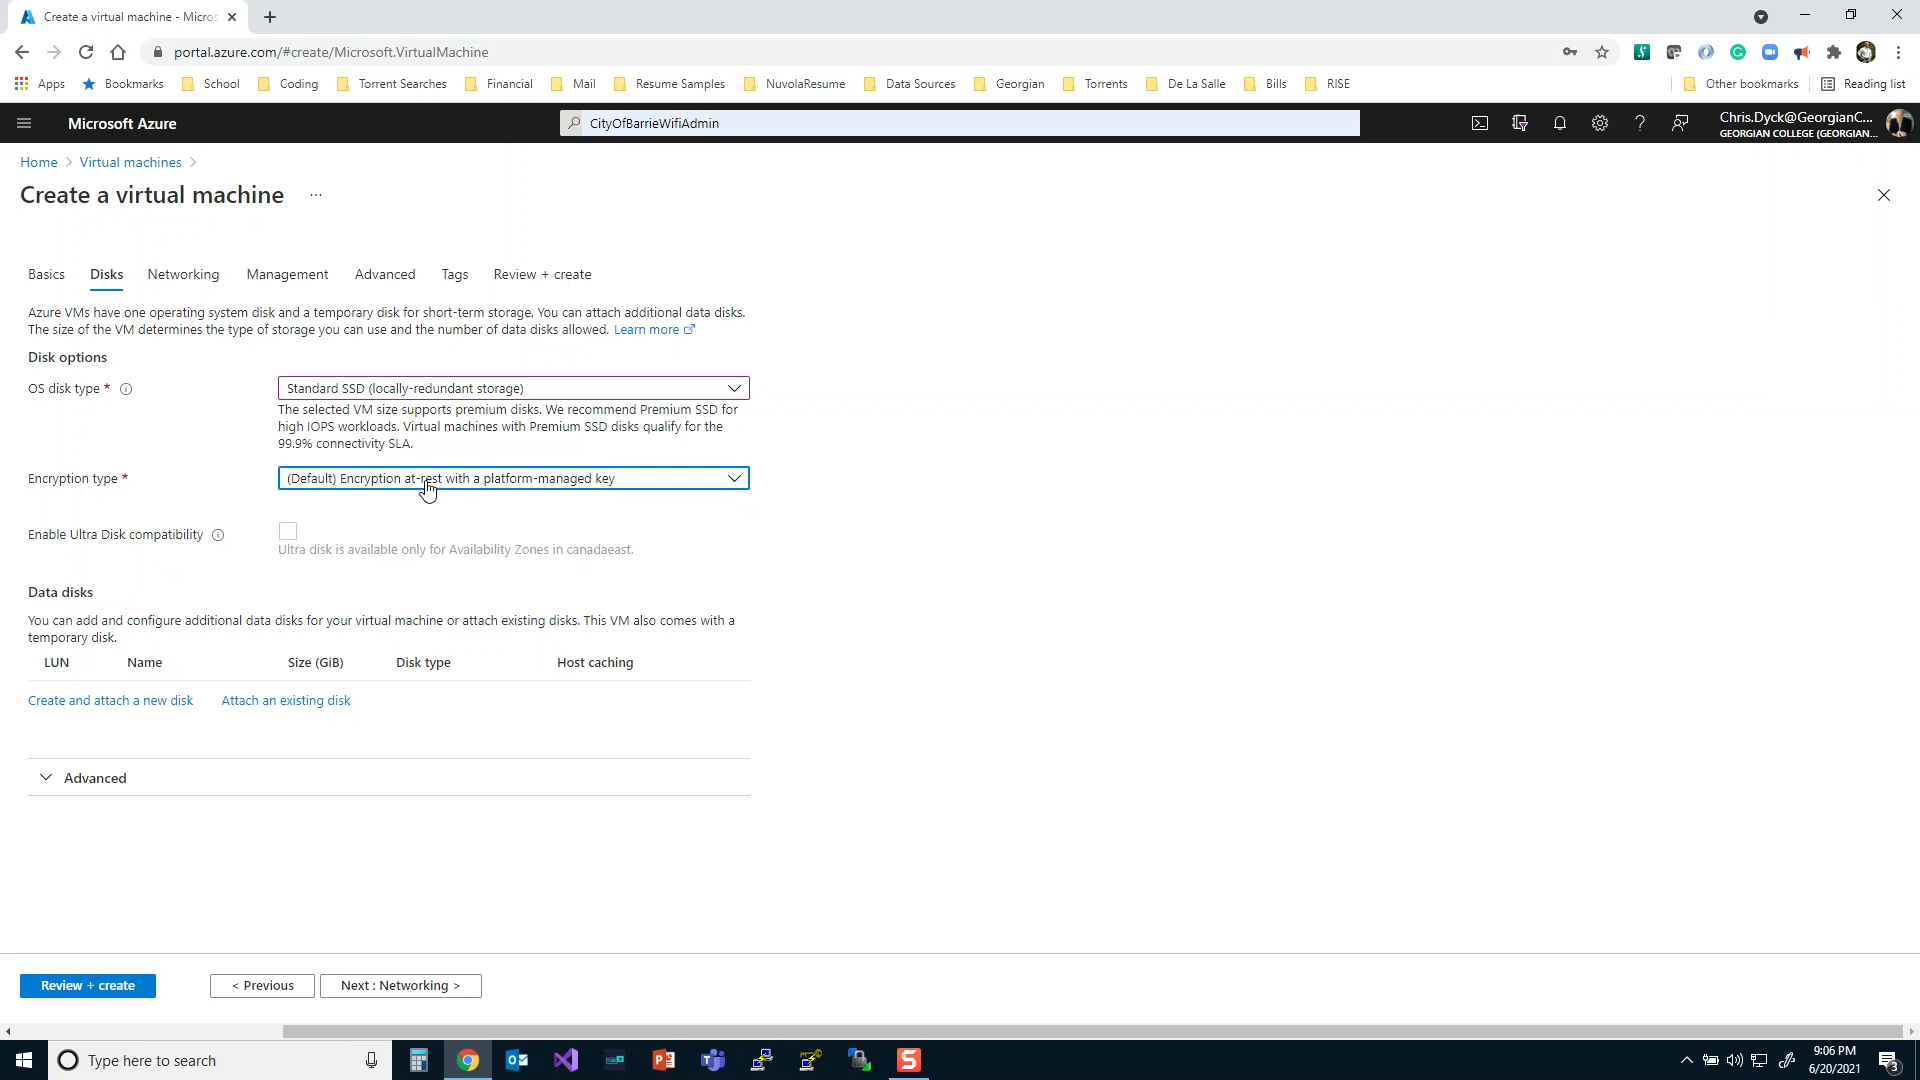 Create a virtual machine - Micros
portal.azure.com/#create/Microsoft.VirtualMachine
Apps
Bookmarks
School
Coding
Torrent Searches
Financial
Mail
Resume Samples
NuvolaResume
Data Sources
Georgian
Torrents
De La Salle
Bills
RISE
Other bookmarks
Reading list
Microsoft Azure
CityOfBarrieWifiAdmin
Chris.Dyck@GeorgianC...
GEORGIAN COLLEGE (GEORGIAN...
Home > Virtual machines >
Create a virtual machine ...
Basics
Disks
Networking
Management
Advanced
Tags
Review + create
Azure VMs have one operating system disk and a temporary disk for short-term storage. You can attach additional data disks.
The size of the VM determines the type of storage you can use and the number of data disks allowed. Learn more
Disk options
OS disk type *
Standard SSD (locally-redundant storage)
The selected VM size supports premium disks. We recommend Premium SSD for
high IOPS workloads. Virtual machines with Premium SSD disks qualify for the
99.9% connectivity SLA.
Encryption type *
(Default) Encryption at-rest with a platform-managed key
Enable Ultra Disk compatibility
Ultra disk is available only for Availability Zones in canadaeast.
Data disks
You can add and configure additional data disks for your virtual machine or attach existing disks. This VM also comes with a
temporary disk.
LUN
Name
Size (GiB)
Disk type
Host caching
Create and attach a new disk
Attach an existing disk
Advanced
Review + create
< Previous
Next : Networking >
Type here to search
9:06 PM
6/20/2021
3